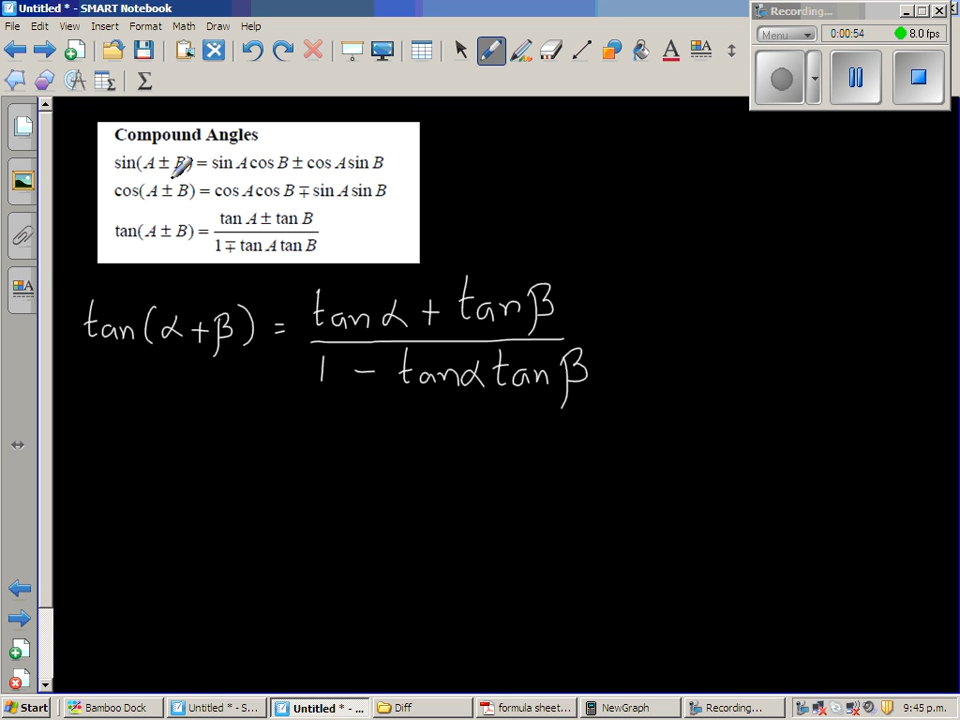 Untitled * - SMART Notebook
File Edit View Insert Format Math Draw Help
Recording...
Menu
0:00:54
8.0 fps
Compound Angles
sin(A ± B) = sin A cos B ± cos A sin B
cos(A ± B) = cos A cos B ∓ sin A sin B
tan(A ± B) = (tan A ± tan B) / (1 ∓ tan A tan B)
tan(α + β) = (tan α + tan β) / (1 − tan α tan β)
Start
Bamboo Dock
Untitled * - S...
Untitled * - ...
Diff
formula sheet...
NewGraph
Recording...
9:45 p.m.